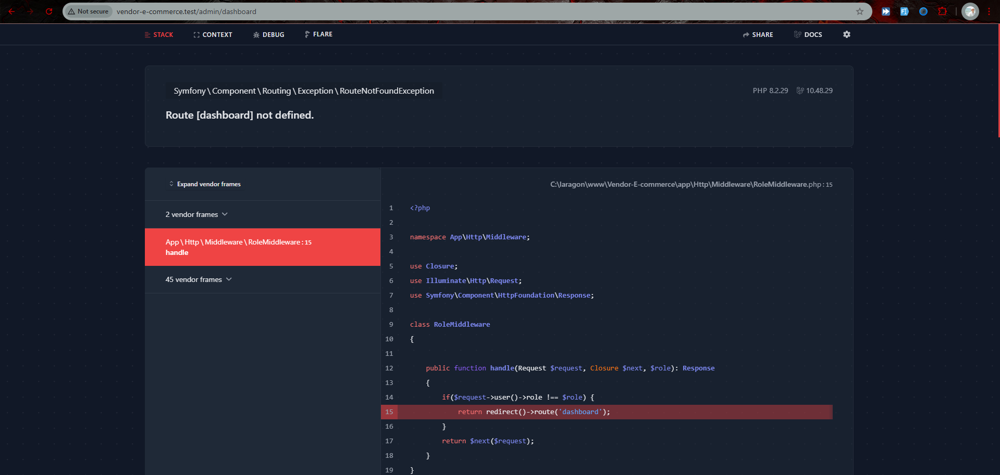 Not secure
vendor-e-commerce.test/admin/dashboard
STACK
CONTEXT
DEBUG
FLARE
SHARE
DOCS
Symfony\Component\Routing\Exception\RouteNotFoundException
PHP 8.2.29
10.48.29
Route [dashboard] not defined.
Expand vendor frames
2 vendor frames
App\Http\Middleware\RoleMiddleware:15
handle
45 vendor frames
C:\laragon\www\Vendor-E-commerce\app\Http\Middleware\RoleMiddleware.php:15
1 <?php
2
3 namespace App\Http\Middleware;
4
5 use Closure;
6 use Illuminate\Http\Request;
7 use Symfony\Component\HttpFoundation\Response;
8
9 class RoleMiddleware
10 {
11
12 public function handle(Request $request, Closure $next, $role): Response
13 {
14 if($request->user()->role !== $role) {
15 return redirect()->route('dashboard');
16 }
17 return $next($request);
18 }
19 }